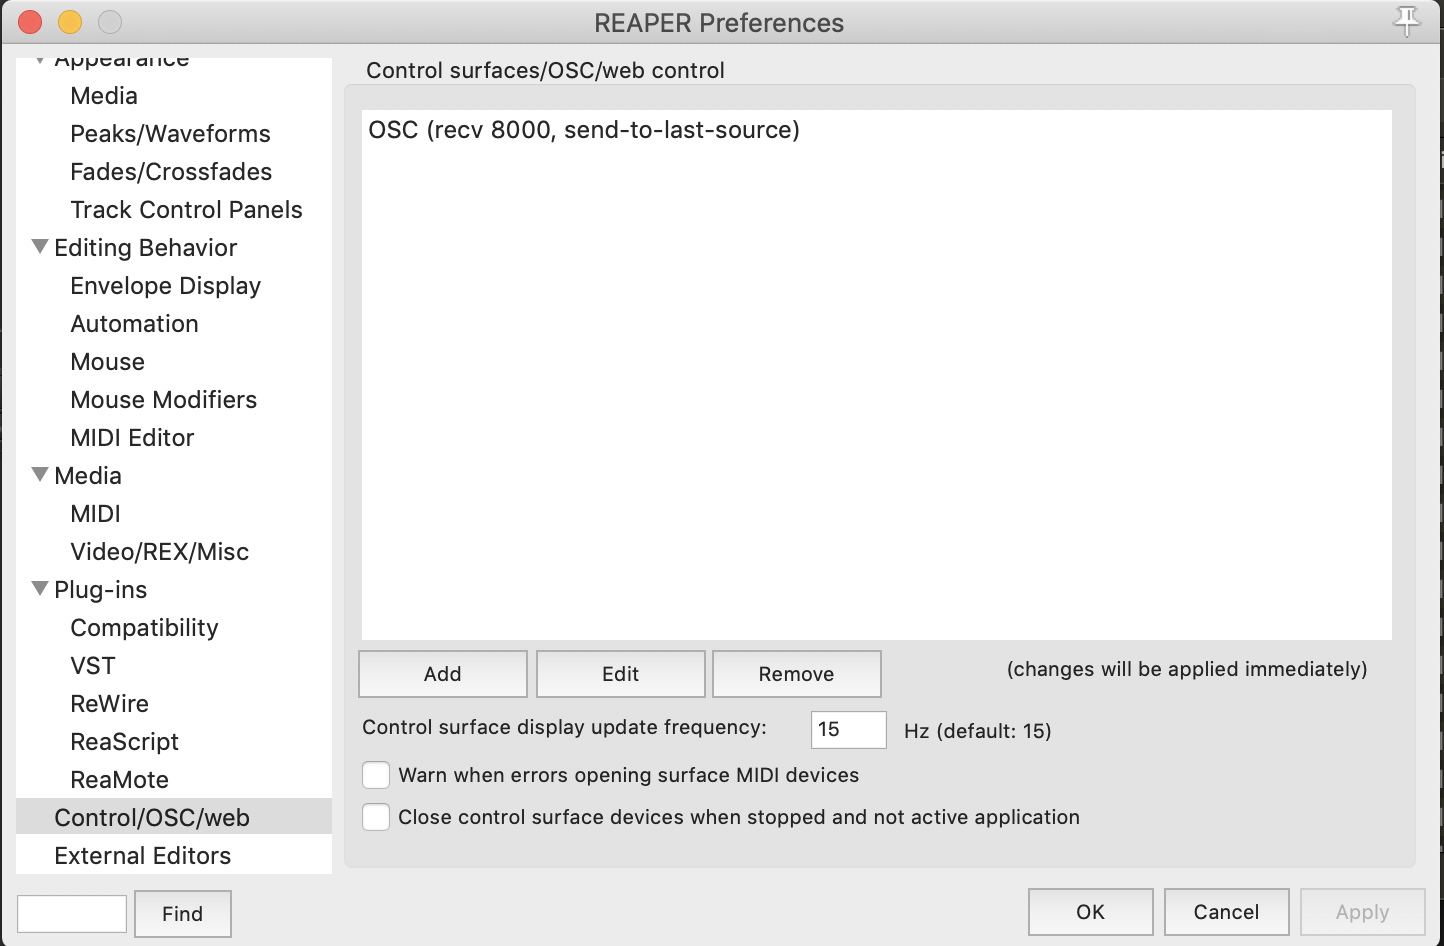 REAPER Preferences
Appearance
Media
Peaks/Waveforms
Fades/Crossfades
Track Control Panels
Editing Behavior
Envelope Display
Automation
Mouse
Mouse Modifiers
MIDI Editor
Media
MIDI
Video/REX/Misc
Plug-ins
Compatibility
VST
ReWire
ReaScript
ReaMote
Control/OSC/web
External Editors
Find
Control surfaces/OSC/web control
OSC (recv 8000, send-to-last-source)
Add Edit Remove (changes will be applied immediately)
Control surface display update frequency: 15 Hz (default: 15)
Warn when errors opening surface MIDI devices
Close control surface devices when stopped and not active application
OK Cancel Apply